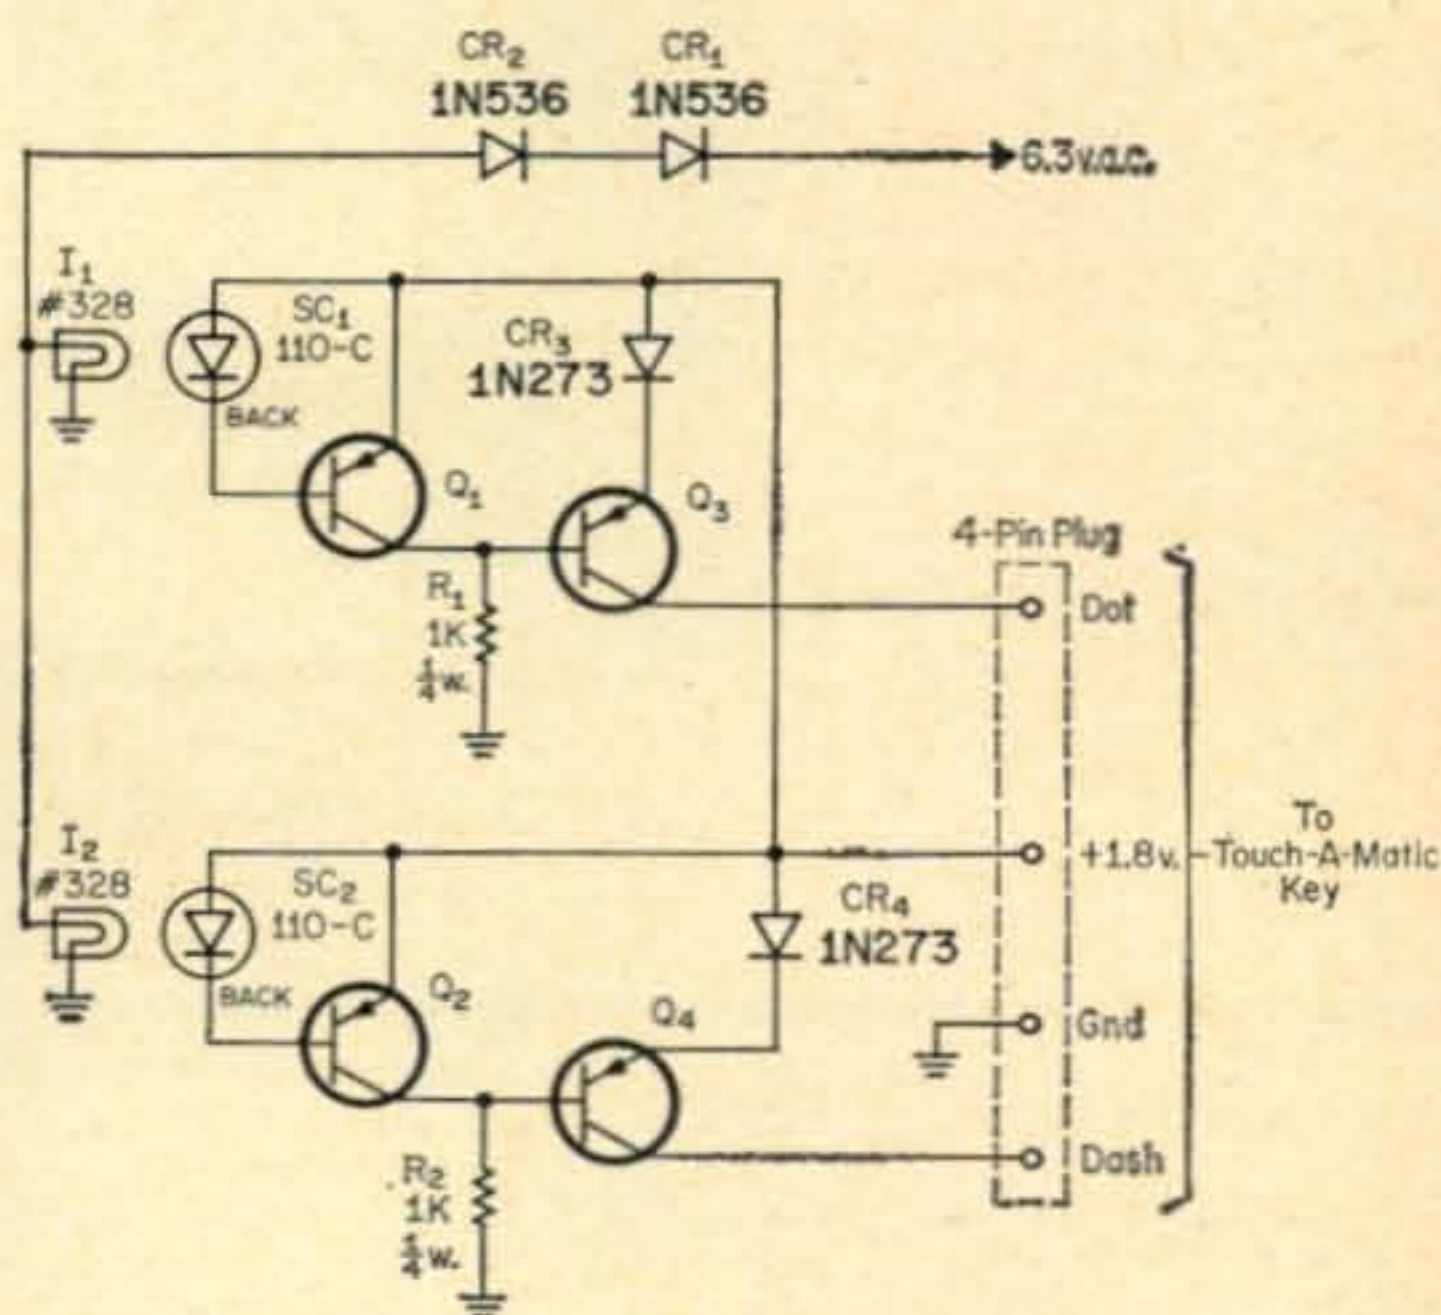 CR₂
1N536
CR₁
1N536
6.3v.a.c.
I₁
#328
SC₁
110-C
BACK
CR₃
1N273
Q₁
Q₃
R₁
1K
¼w.
4-Pin Plug
Dot
I₂
#328
SC₂
110-C
BACK
+1.8v.
To
Touch-A-Matic
Key
CR₄
1N273
Q₂
Q₄
Gnd
Dash
R₂
1K
¼w.